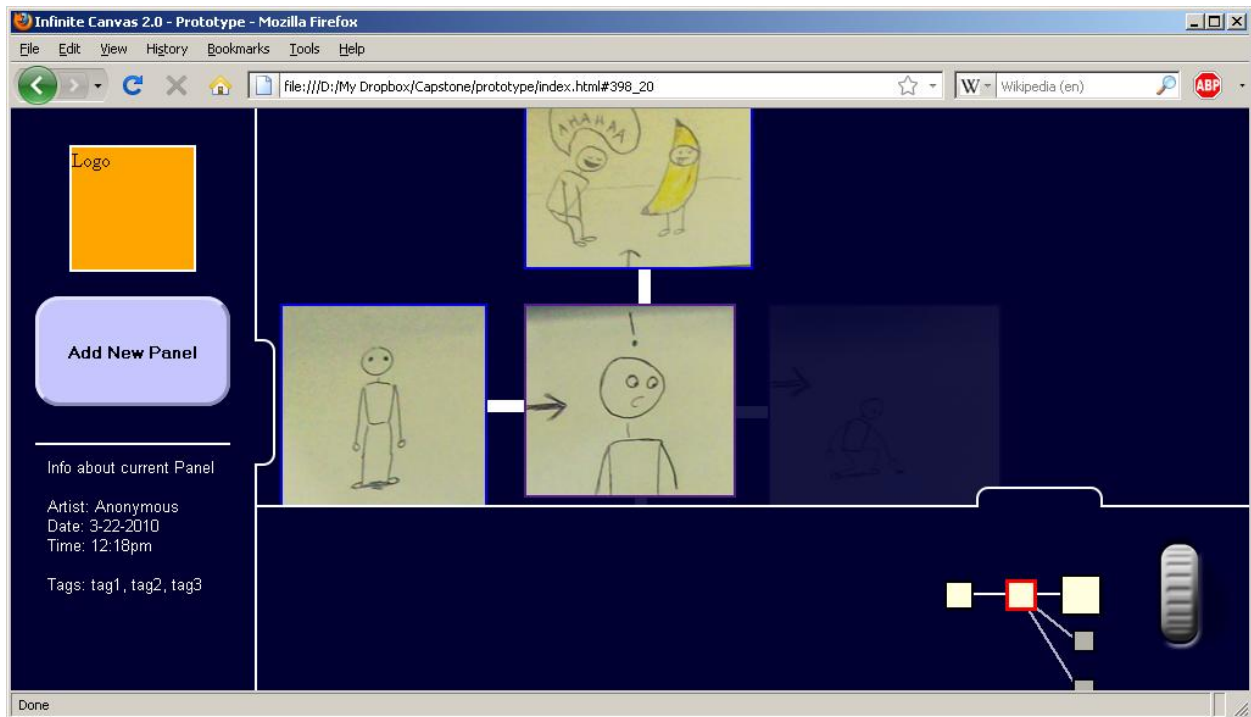 Infinite Canvas 2.0 - Prototype - Mozilla Firefox
File Edit View History Bookmarks Tools Help
file:///D:/My Dropbox/Capstone/prototype/index.html#398_20
W
Wikipedia (en)
ABP
Logo
AHAHAA
!
Add New Panel
Info about current Panel
Artist: Anonymous
Date: 3-22-2010
Time: 12:18pm
Tags: tag1, tag2, tag3
Done